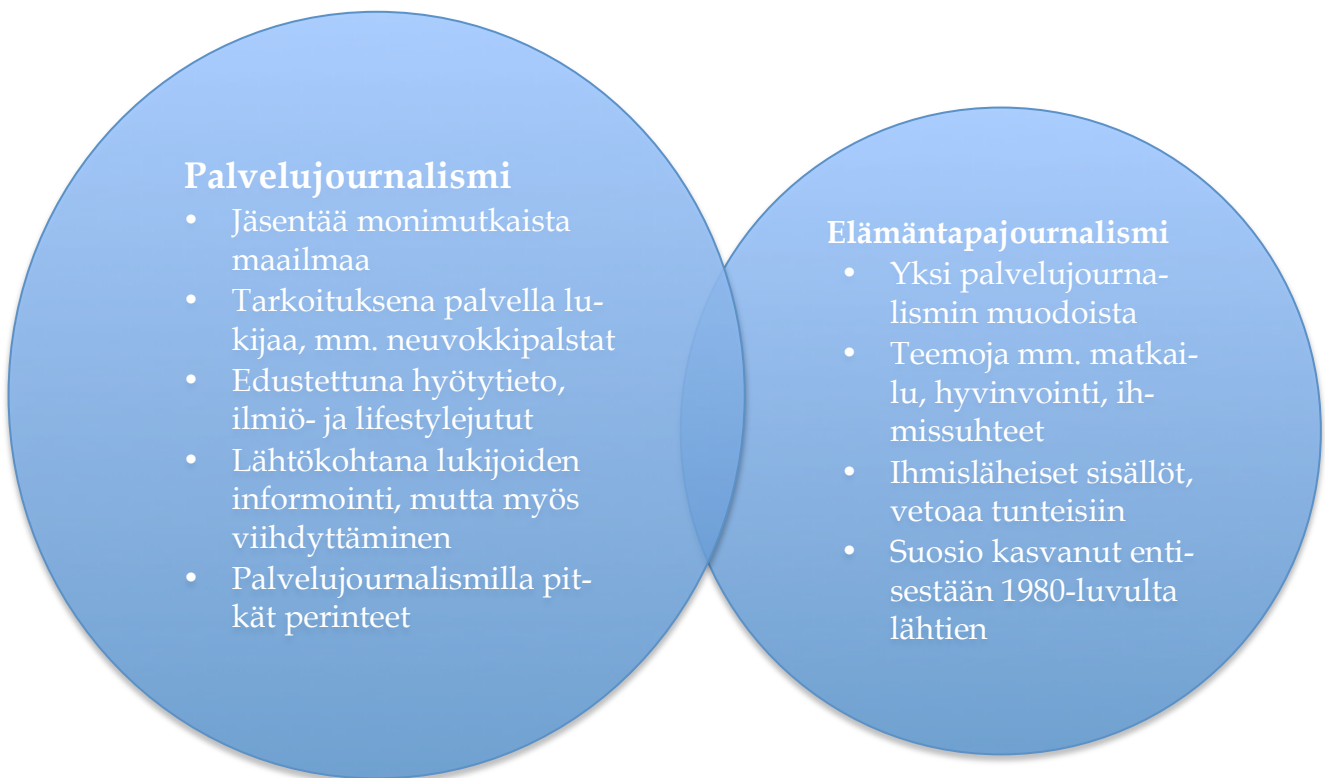 Palvelujournalismi
• Jäsentää monimutkaista
maailmaa
• Tarkoituksena palvella lu-
kijaa, mm. neuvokkipalstat
• Edustettuna hyötytieto,
ilmiö- ja lifestylejutut
• Lähtökohtana lukijoiden
informointi, mutta myös
viihdyttäminen
• Palvelujournalismilla pit-
kät perinteet
Elämäntapajournalismi
• Yksi palvelujourna-
lismin muodoista
• Teemoja mm. matkai-
lu, hyvinvointi, ih-
missuhteet
• Ihmisläheiset sisällöt,
vetoaa tunteisiin
• Suosio kasvanut enti-
sestään 1980-luvulta
lähtien